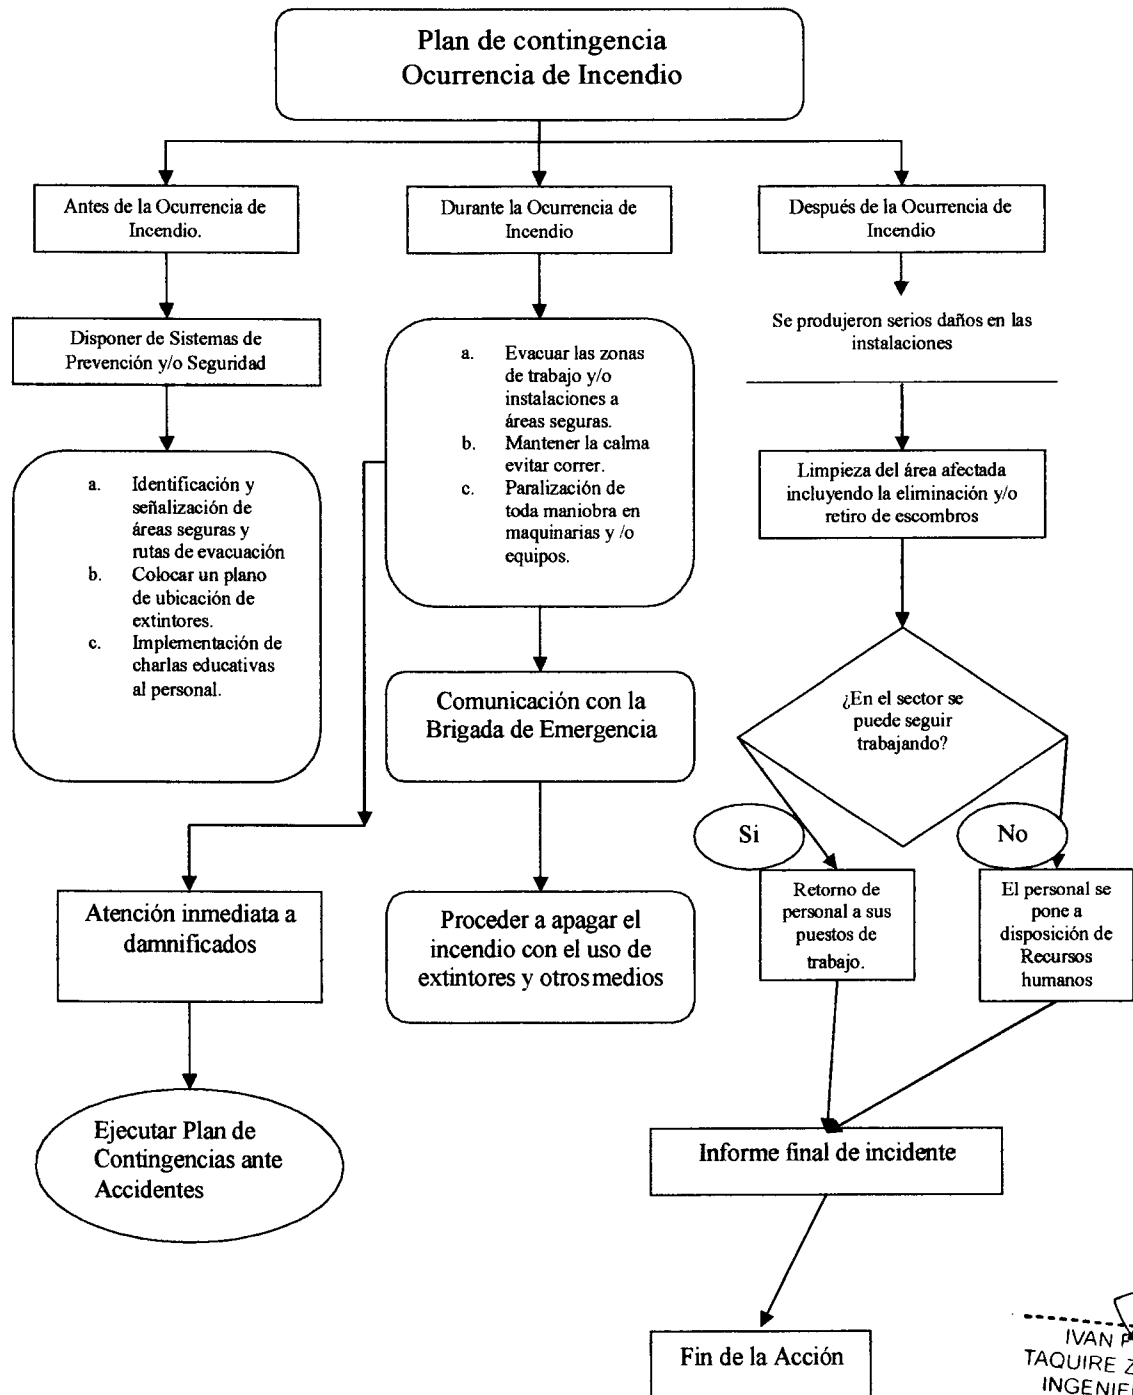 Plan de contingencia
Ocurrencia de Incendio
Antes de la Ocurrencia de
Incendio.
Durante la Ocurrencia de
Incendio
Después de la Ocurrencia de
Incendio
Disponer de Sistemas de
Prevención y/o Seguridad
a. Identificación y
señalización de
áreas seguras y
rutas de evacuación
b. Colocar un plano
de ubicación de
extintores.
c. Implementación de
charlas educativas
al personal.
a. Evacuar las zonas
de trabajo y/o
instalaciones a
áreas seguras.
b. Mantener la calma
evitar correr.
c. Paralización de
toda maniobra en
maquinarias y /o
equipos.
Se produjeron serios daños en las
instalaciones
Limpieza del área afectada
incluyendo la eliminación y/o
retiro de escombros
Comunicación con la
Brigada de Emergencia
¿En el sector se
puede seguir
trabajando?
Si
No
Atención inmediata a
damnificados
Proceder a apagar el
incendio con el uso de
extintores y otros medios
Retorno de
personal a sus
puestos de
trabajo.
El personal se
pone a
disposición de
Recursos
humanos
Ejecutar Plan de
Contingencias ante
Accidentes
Informe final de incidente
Fin de la Acción
IVAN
TAQUIRE